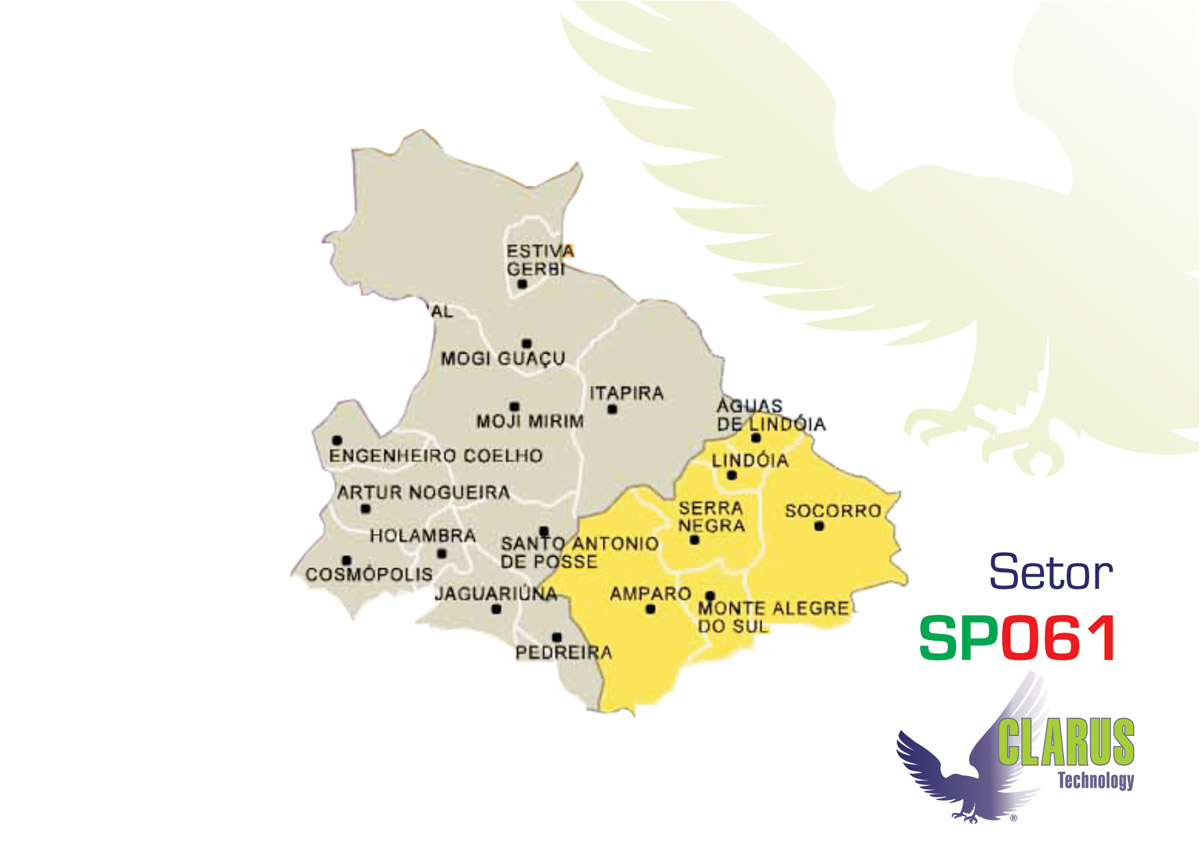 ESTIVA
GERBI
AL
MOGI GUAÇU
ITAPIRA
MOJI MIRIM
ÁGUAS
DE LINDÓIA
ENGENHEIRO COELHO
LINDÓIA
ARTUR NOGUEIRA
SERRA
NEGRA
SOCORRO
HOLAMBRA
SANTO ANTONIO
DE POSSE
COSMÓPOLIS
JAGUARIÚNA
AMPARO
MONTE ALEGRE
DO SUL
PEDREIRA
Setor
SP061
CLARUS
Technology
®